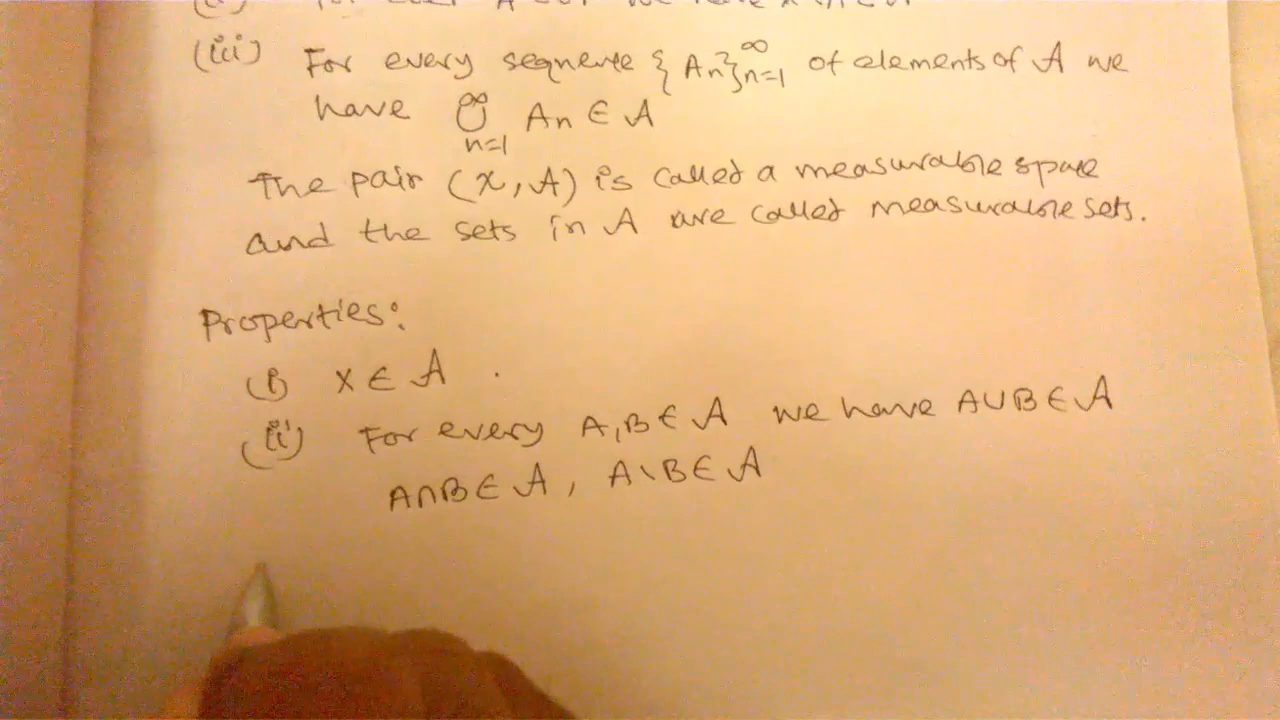 (iii) For every sequence { An}∞n=1 of elements of A we
have ∞⋃n=1 An ∈ A
The pair (X, A) is called a measurable space
and the sets in A are called measurable sets.
Properties:
(i) X ∈ A .
(ii) For every A, B ∈ A we have A∪B ∈ A
A∩B ∈ A, A\B ∈ A